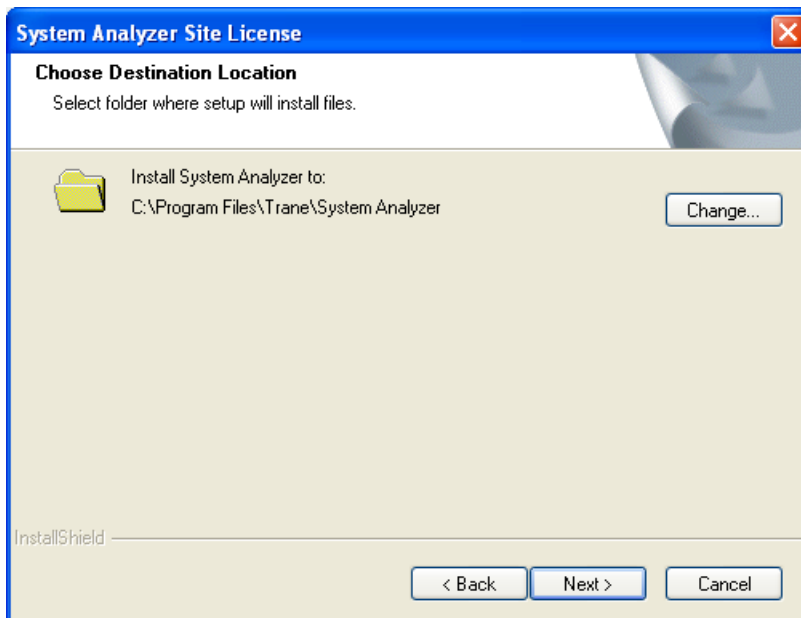 System Analyzer Site License
Choose Destination Location
Select folder where setup will install files.
Install System Analyzer to:
C:\Program Files\Trane\System Analyzer
Change...
InstallShield
< Back
Next >
Cancel